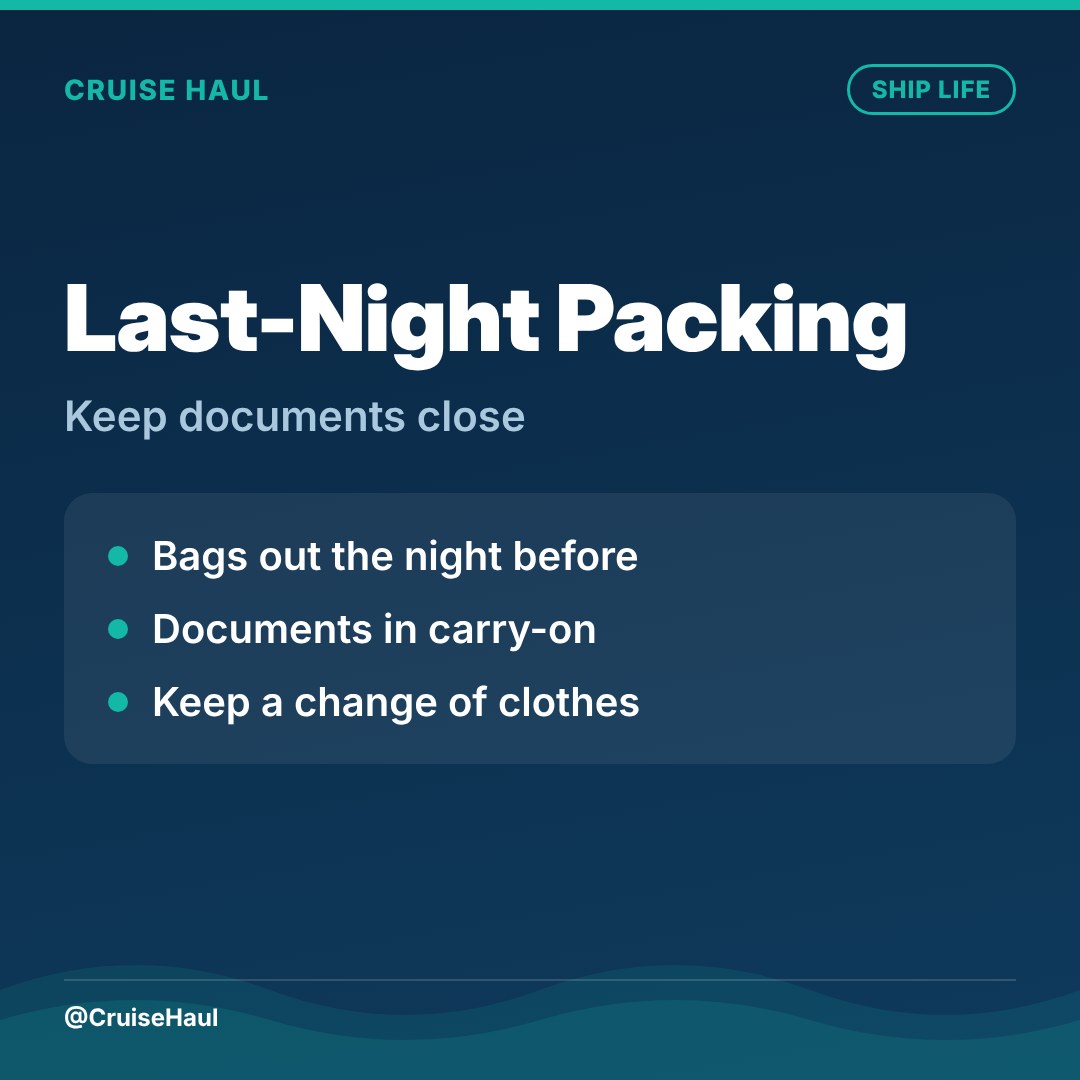 CRUISE HAUL
SHIP LIFE
Last-Night Packing
Keep documents close
Bags out the night before
Documents in carry-on
Keep a change of clothes
@CruiseHaul